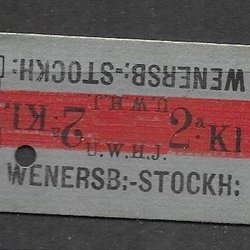 WENERSB:-STOCKH: [
2a. Kl.
U.W.H.J.
2a: Kl
U.W.H.J.
WENERSB:-STOCKH: